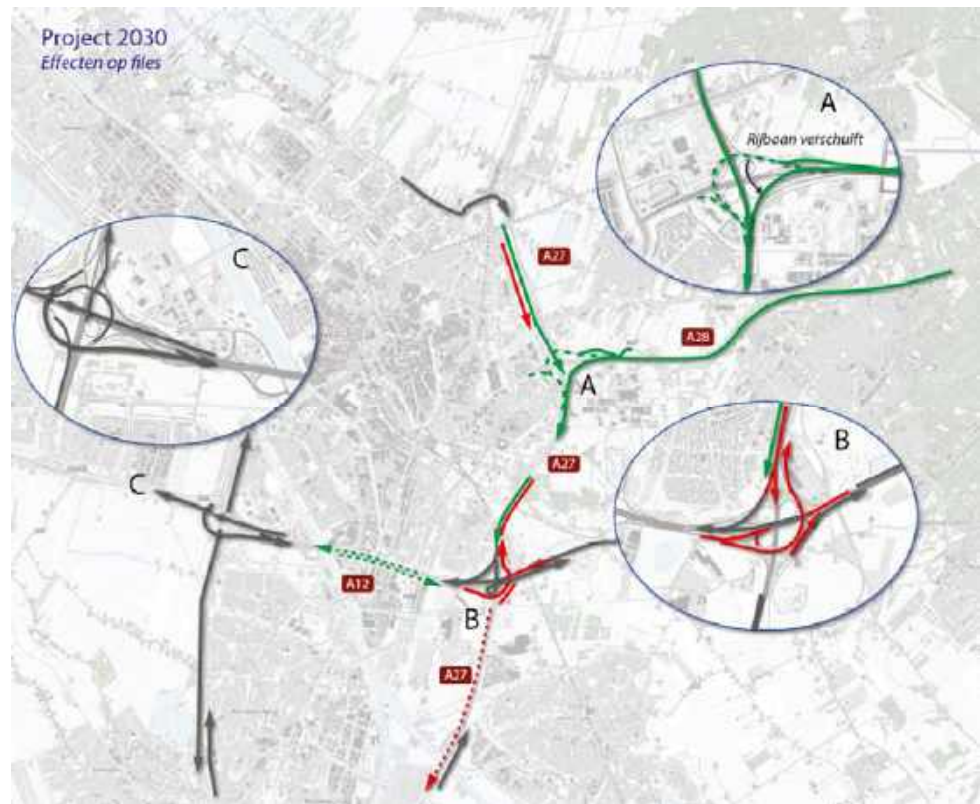 Project 2030
Effecten op files
A
Rijbaan verschuift
C
A27
A28
A
B
A27
C
A12
B
A27